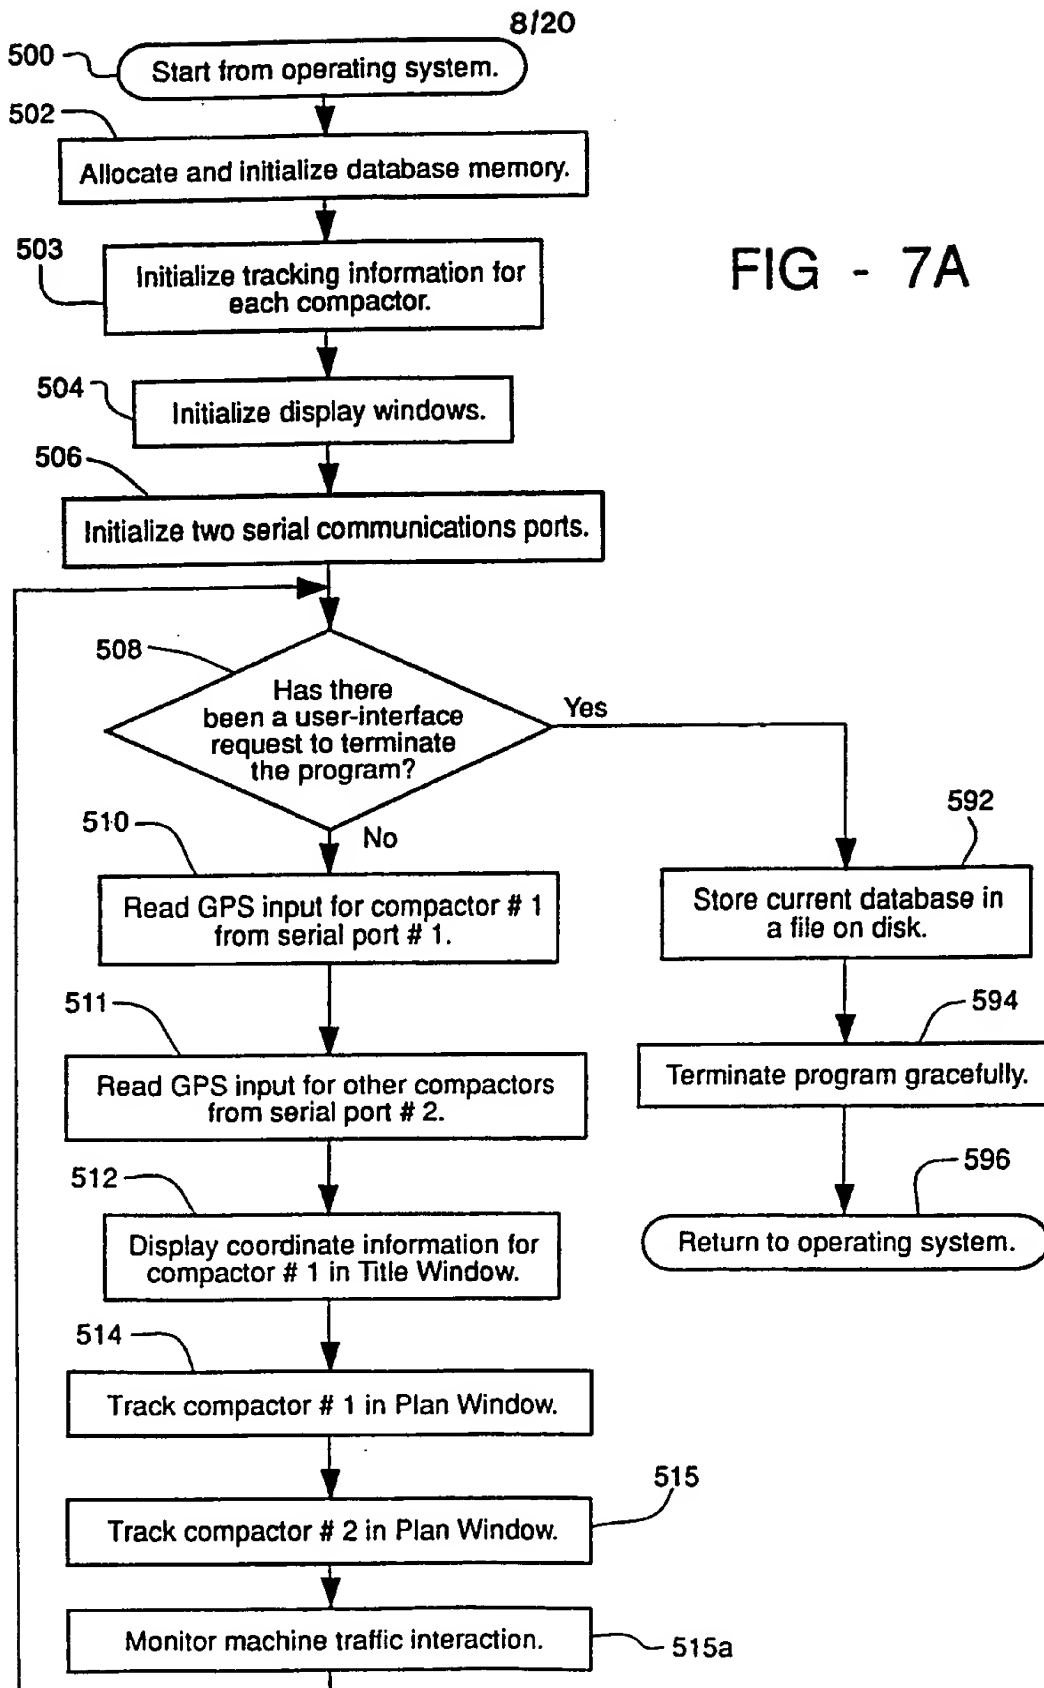 8/20
500
Start from operating system.
502
Allocate and initialize database memory.
503
Initialize tracking information for
each compactor.
FIG - 7A
504
Initialize display windows.
506
Initialize two serial communications ports.
508
Has there
been a user-interface
request to terminate
the program?
Yes
No
510
Read GPS input for compactor # 1
from serial port # 1.
592
Store current database in
a file on disk.
511
Read GPS input for other compactors
from serial port # 2.
594
Terminate program gracefully.
512
Display coordinate information for
compactor # 1 in Title Window.
596
Return to operating system.
514
Track compactor # 1 in Plan Window.
515
Track compactor # 2 in Plan Window.
Monitor machine traffic interaction.
515a